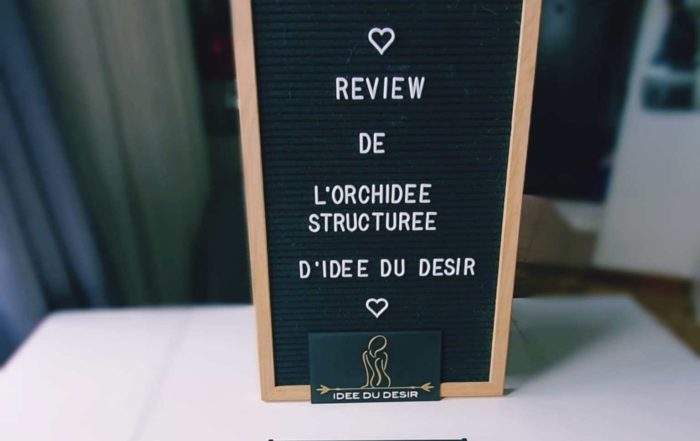 REVIEW
DE
L'ORCHIDEE
STRUCTUREE
D'IDEE DU DESIR
IDEE DU DESIR